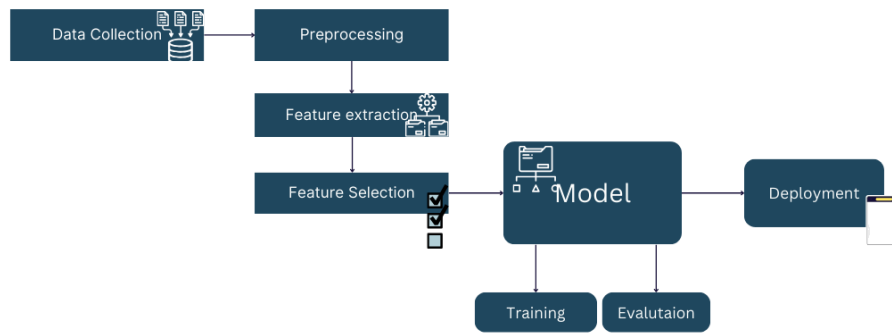 Data Collection
Preprocessing
Feature extraction
Feature Selection
Model
Deployment
Training
Evalutaion